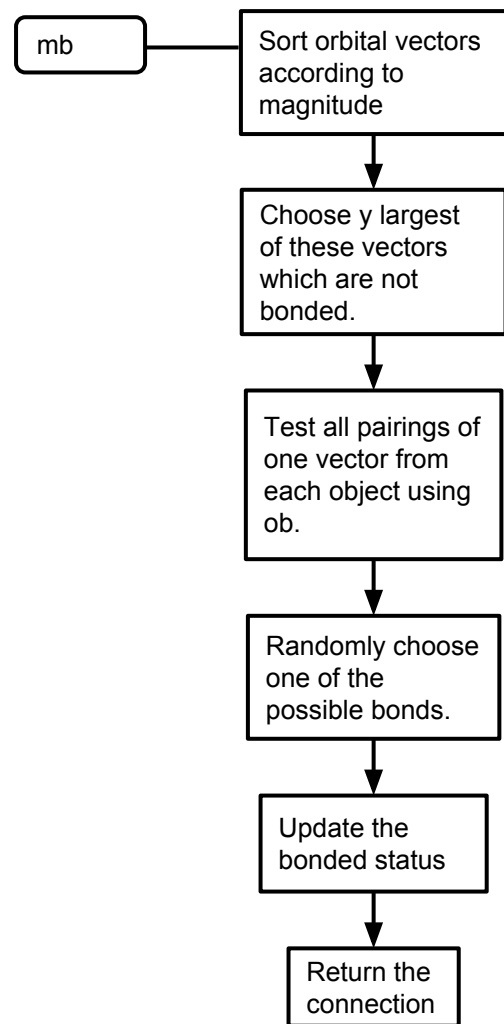 mb
Sort orbital vectors
according to
magnitude
Choose y largest
of these vectors
which are not
bonded.
Test all pairings of
one vector from
each object using
ob.
Randomly choose
one of the
possible bonds.
Update the
bonded status
Return the
connection